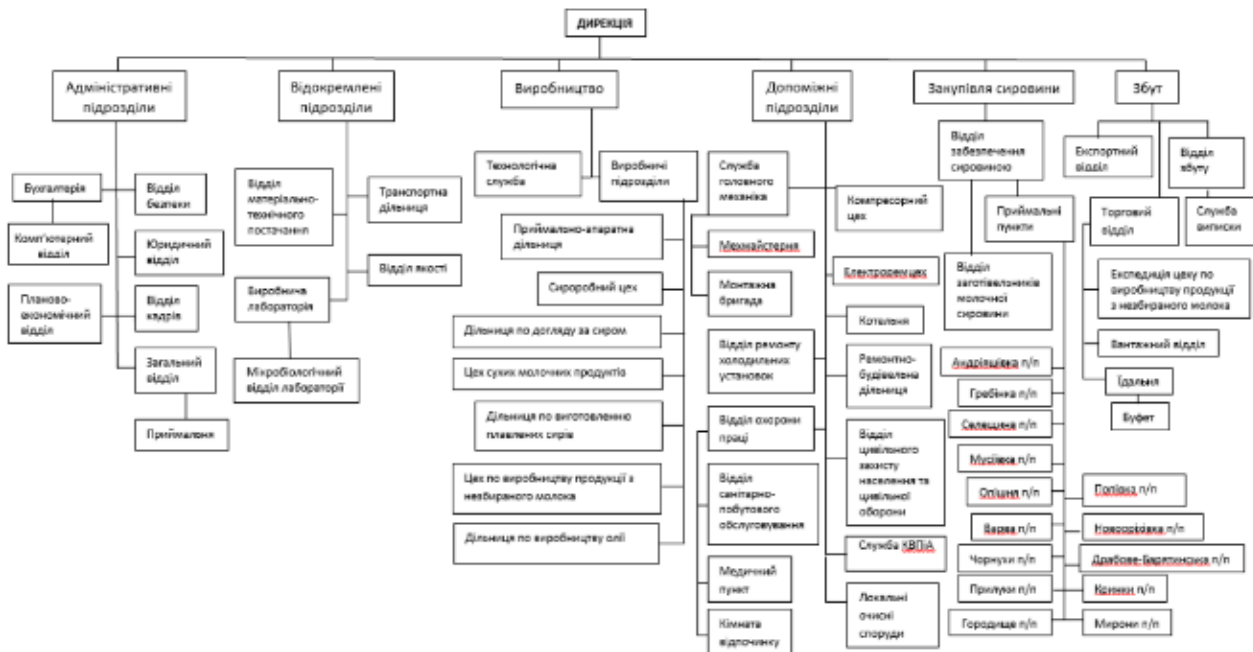 ДИРЕКЦІЯ
Адміністративні
підрозділи
Відокремлені
підрозділи
Виробництво
Допоміжні
підрозділи
Закупівля сировини
Збут
Бухгалтерія
Відділ
безпеки
Комп'ютерний
відділ
Юридичний
відділ
Планово-
економічний
відділ
Відділ
кадрів
Загальний
відділ
Приймальня
Відділ
матеріально-
технічного
постачання
Транспортна
дільниця
Відділ якості
Виробнича
лабораторія
Мікробіологічний
відділ лабораторії
Технологічна
служба
Виробничі
підрозділи
Приймально-апаратна
дільниця
Сироробний цех
Дільниця по догляду за сиром
Цех сухих молочних продуктів
Дільниця по виготовленню
плавлених сирів
Цех по виробництву продукції з
незбираного молока
Дільниця по виробництву олії
Служба
головного
механіка
Компресорний
цех
Мехмайстерня
Електроремцех
Монтажна
бригада
Котельня
Відділ ремонту
холодильних
установок
Ремонтно-
будівельна
дільниця
Відділ охорони
праці
Відділ
цивільного
захисту
населення та
цивільної
оборони
Відділ
санітарно-
побутового
обслуговування
Служба КВПіА
Медичний
пункт
Локальні
очисні
споруди
Кімната
відпочинку
Відділ
забезпечення
сировиною
Приймальні
пункти
Відділ
заготівельників
молочної
сировини
Андріяшівка п/п
Гребінка п/п
Селещина п/п
Мусіївка п/п
Опішня п/п
Попівка п/п
Варва п/п
Новооржівка п/п
Чорнухи п/п
Драбове-Барятинська п/п
Прилуки п/п
Кринки п/п
Городище п/п
Мирони п/п
Експортний
відділ
Відділ
збуту
Торговий
відділ
Служба
виписки
Експедиція цеху по
виробництву продукції
з незбираного молока
Вантажний відділ
Їдальня
Буфет